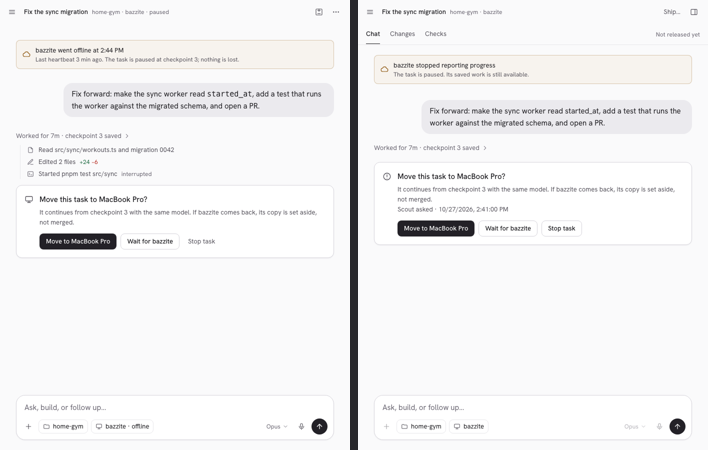 Fix the sync migration home-gym · bazzite · paused
bazzite went offline at 2:44 PM
Last heartbeat 3 min ago. The task is paused at checkpoint 3; nothing is lost.
Fix forward: make the sync worker read started_at, add a test that runs
the worker against the migrated schema, and open a PR.
Worked for 7m · checkpoint 3 saved
Read src/sync/workouts.ts and migration 0042
Edited 2 files +24 -6
Started pnpm test src/sync interrupted
Move this task to MacBook Pro?
It continues from checkpoint 3 with the same model. If bazzite comes back, its copy is set aside,
not merged.
Move to MacBook Pro Wait for bazzite Stop task
Ask, build, or follow up...
home-gym bazzite · offline Opus
Fix the sync migration home-gym · bazzite Ship...
Chat Changes Checks Not released yet
bazzite stopped reporting progress
The task is paused. Its saved work is still available.
Fix forward: make the sync worker read started_at, add a test that runs the
worker against the migrated schema, and open a PR.
Worked for 7m · checkpoint 3 saved
Move this task to MacBook Pro?
It continues from checkpoint 3 with the same model. If bazzite comes back, its copy is set aside,
not merged.
Scout asked · 10/27/2026, 2:41:00 PM
Move to MacBook Pro Wait for bazzite Stop task
Ask, build, or follow up...
home-gym bazzite Opus